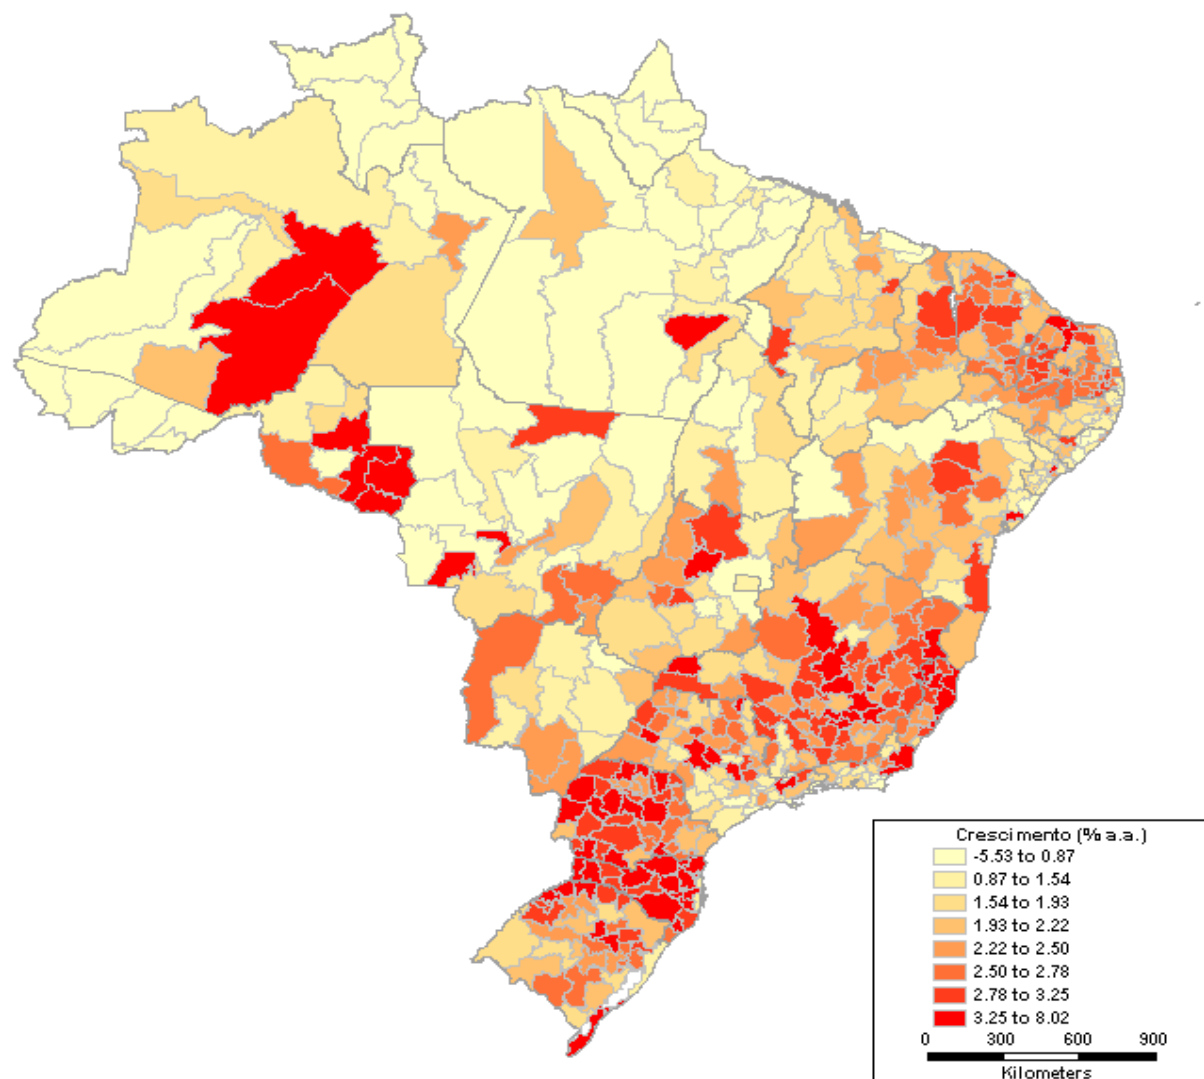 Crescimento (% a.a.)
-5.53 to 0.87
0.87 to 1.54
1.54 to 1.93
1.93 to 2.22
2.22 to 2.50
2.50 to 2.78
2.78 to 3.25
3.25 to 8.02
0 300 600 900
Kilometers